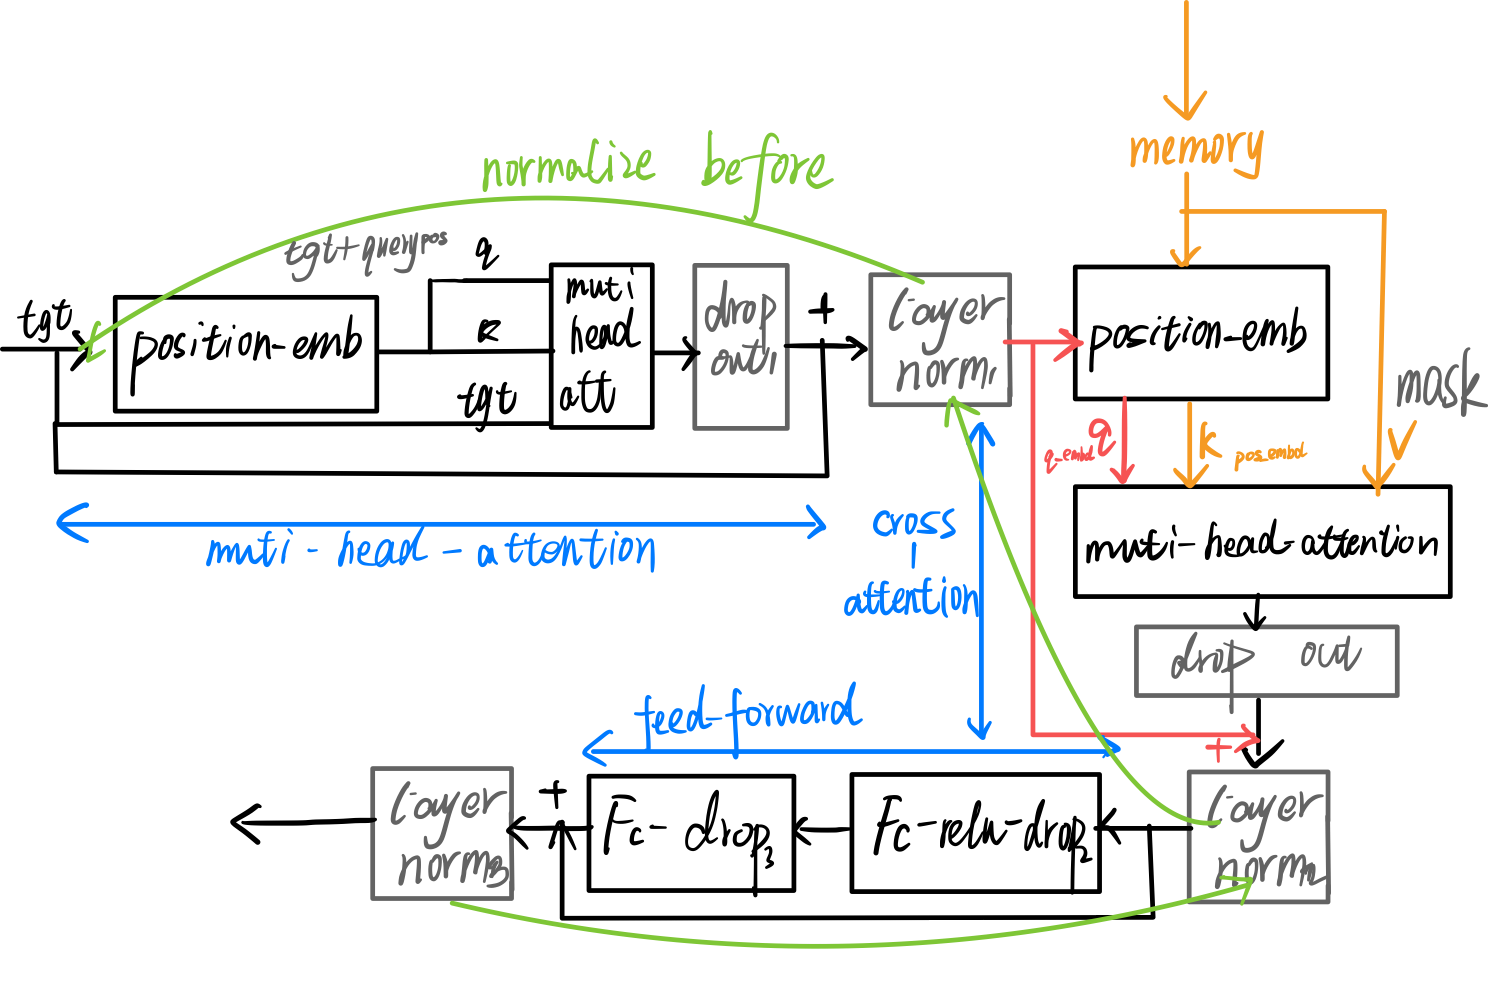 memory
normalize before
tgt+querypos
q
tgt
position-emb
k
tgt
muti
head
att
drop
out1
+
Layer
norm1
position-emb
mask
q_embd
q
k
pos_embd
V
muti-head-attention
muti-head-attention
cross
-
attention
drop out
feed-forward
+
Layer
norm3
+
Fc-drop3
Fc-relu-drop2
Layer
norm2